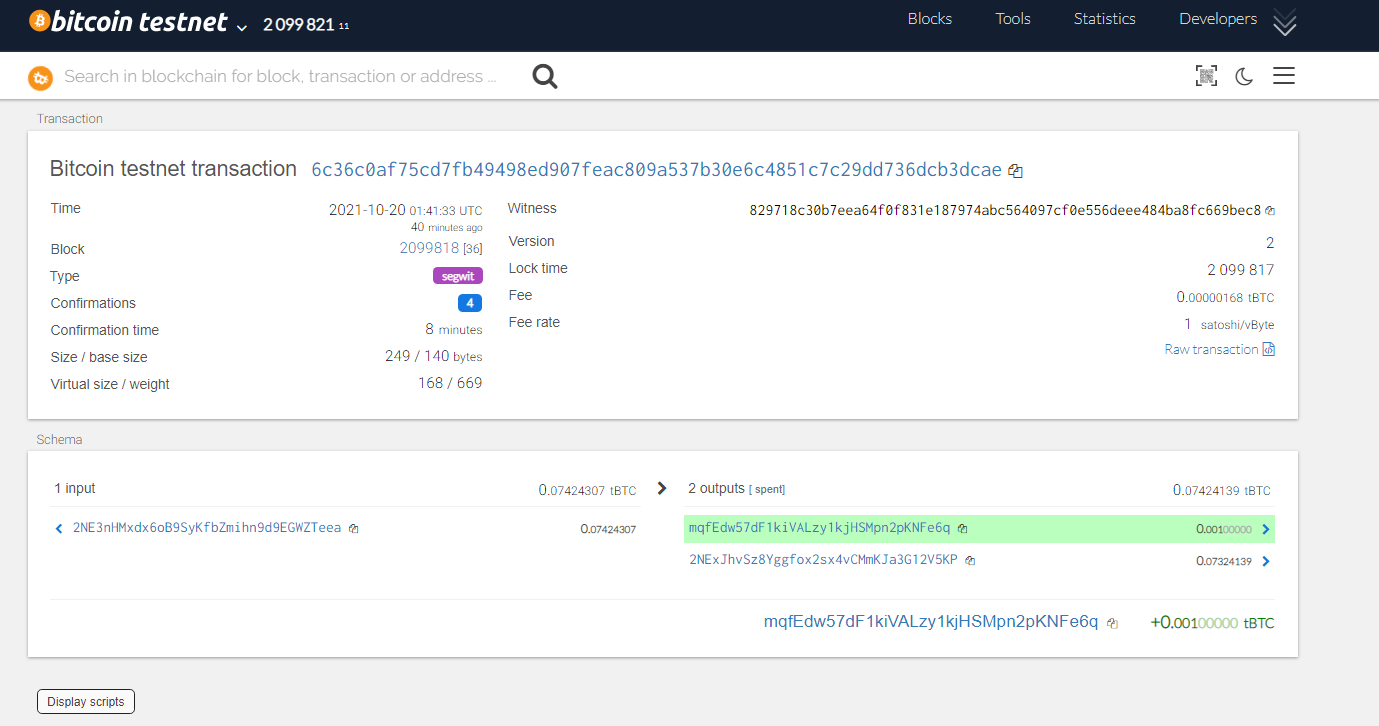 bitcoin testnet 2 099 821 11 Blocks Tools Statistics Developers
Search in blockchain for block, transaction or address ...
Transaction
Bitcoin testnet transaction 6c36c0af75cd7fb49498ed907feac809a537b30e6c4851c7c29dd736dcb3dcae
Time 2021-10-20 01:41:33 UTC Witness 829718c30b7eea64f0f831e187974abc564097cf0e556deee484ba8fc669bec8
40 minutes ago
Block 2099818 [36] Version 2
Type segwit Lock time 2 099 817
Confirmations 4 Fee 0.00000168 tBTC
Confirmation time 8 minutes Fee rate 1 satoshi/vByte
Size / base size 249 / 140 bytes Raw transaction
Virtual size / weight 168 / 669
Schema
1 input 0.07424307 tBTC 2 outputs [ spent] 0.07424139 tBTC
2NE3nHMxdx6oB9SyKfbZmihn9d9EGWZTeea 0.07424307 mqfEdw57dF1kiVALzy1kjHSMpn2pKNFe6q 0.00100000
2NExJhvSz8Yggfox2sx4vCMmKJa3G12V5KP 0.07324139
mqfEdw57dF1kiVALzy1kjHSMpn2pKNFe6q +0.00100000 tBTC
Display scripts